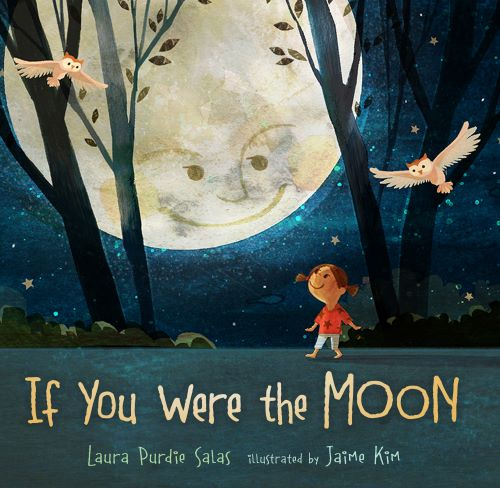 If You Were the MOON
Laura Purdie Salas illustrated by Jaime Kim